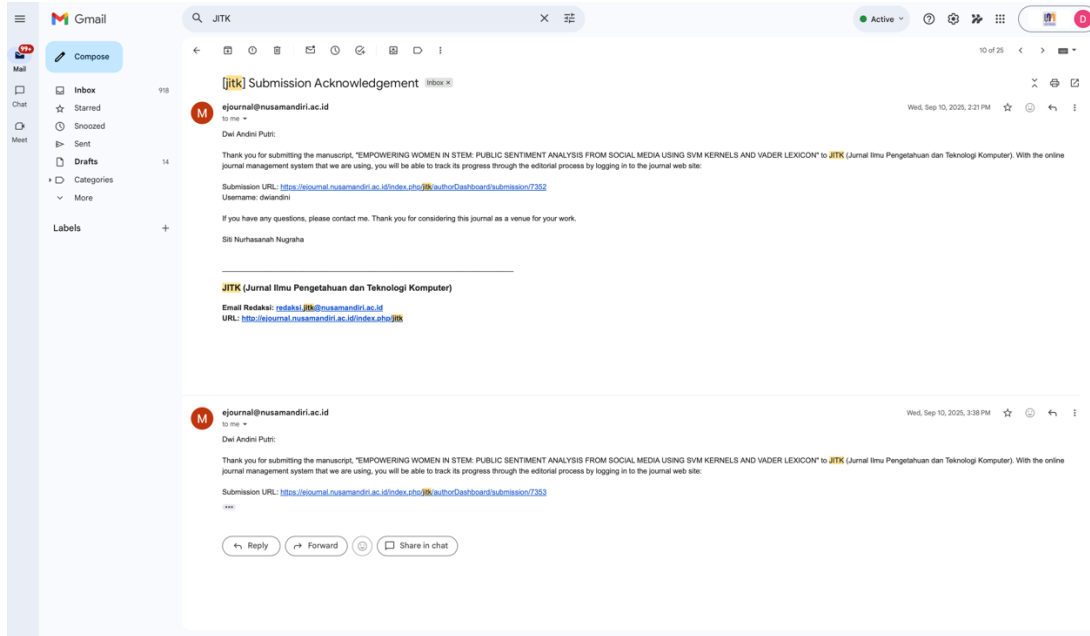 Gmail
JITK
Active
D
99+
Mail
Compose
10 of 25
Chat
Meet
Inbox 918
Starred
Snoozed
Sent
Drafts 14
Categories
More
Labels
[jitk] Submission Acknowledgement Inbox ×
M
ejournal@nusamandiri.ac.id
Wed, Sep 10, 2025, 2:21 PM
to me
Dwi Andini Putri:
Thank you for submitting the manuscript, "EMPOWERING WOMEN IN STEM: PUBLIC SENTIMENT ANALYSIS FROM SOCIAL MEDIA USING SVM KERNELS AND VADER LEXICON" to JITK (Jurnal Ilmu Pengetahuan dan Teknologi Komputer). With the online
journal management system that we are using, you will be able to track its progress through the editorial process by logging in to the journal web site:
Submission URL: https://ejournal.nusamandiri.ac.id/index.php/jitk/authorDashboard/submission/7352
Username: dwiandini
If you have any questions, please contact me. Thank you for considering this journal as a venue for your work.
Siti Nurhasanah Nugraha
JITK (Jurnal Ilmu Pengetahuan dan Teknologi Komputer)
Email Redaksi: redaksi.jitk@nusamandiri.ac.id
URL: http://ejournal.nusamandiri.ac.id/index.php/jitk
M
ejournal@nusamandiri.ac.id
Wed, Sep 10, 2025, 3:38 PM
to me
Dwi Andini Putri:
Thank you for submitting the manuscript, "EMPOWERING WOMEN IN STEM: PUBLIC SENTIMENT ANALYSIS FROM SOCIAL MEDIA USING SVM KERNELS AND VADER LEXICON" to JITK (Jurnal Ilmu Pengetahuan dan Teknologi Komputer). With the online
journal management system that we are using, you will be able to track its progress through the editorial process by logging in to the journal web site:
Submission URL: https://ejournal.nusamandiri.ac.id/index.php/jitk/authorDashboard/submission/7353
Reply
Forward
Share in chat